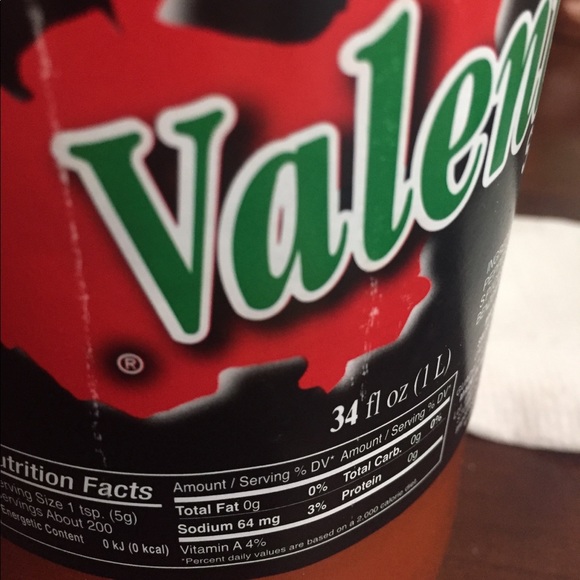 Valen
®
34 fl oz (1 L)
utrition Facts
rving Size 1 tsp. (5g)
ervings About 200
Energetic Content 0 kJ (0 kcal)
Amount / Serving % DV* Amount / Serving % DV*
Total Fat 0g 0% Total Carb. 0g 0%
Sodium 64 mg 3% Protein 0g
Vitamin A 4%
*Percent daily values are based on a 2,000 calorie diet.